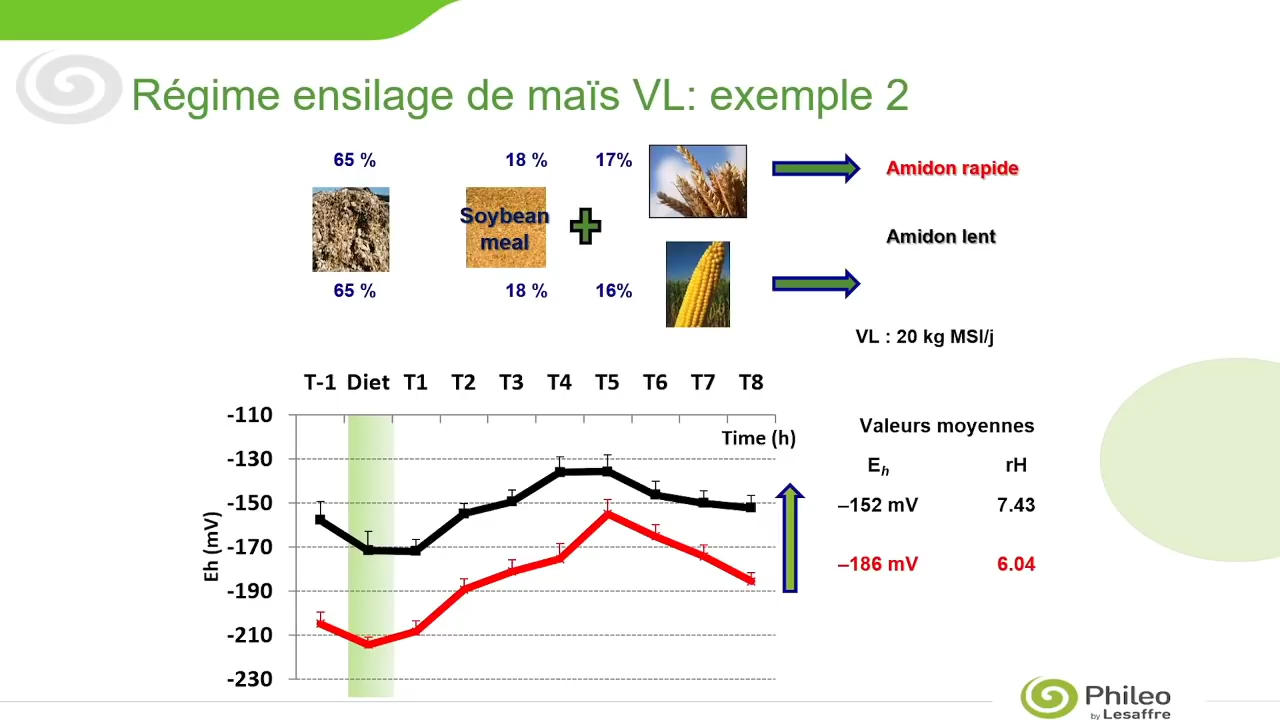 Régime ensilage de maïs VL: exemple 2
65 %
18 %
17%
Amidon rapide
Soybean
meal
Amidon lent
65 %
18 %
16%
VL : 20 kg MSI/j
T-1 Diet T1 T2 T3 T4 T5 T6 T7 T8
-110
-130
-150
-170
-190
-210
-230
Eh (mV)
Time (h)
Valeurs moyennes
Eh rH
–152 mV 7.43
–186 mV 6.04
Phileo
by Lesaffre